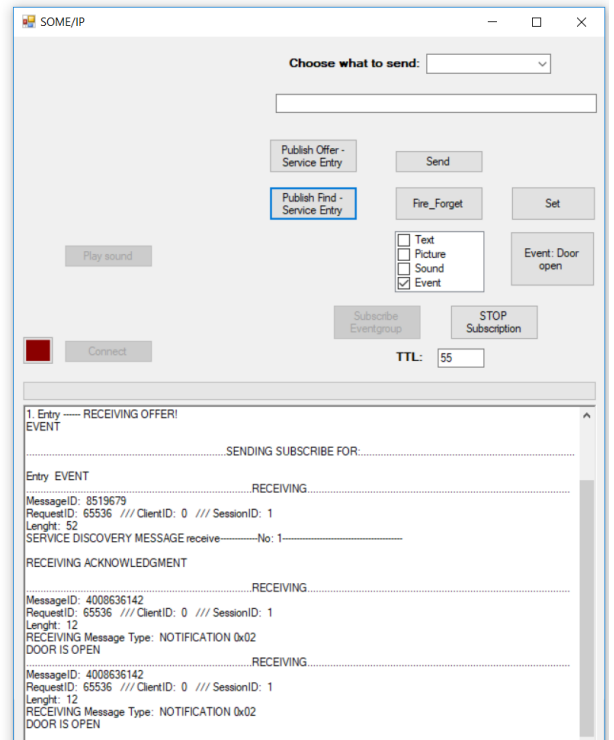 SOME/IP
Choose what to send:
Publish Offer -
Service Entry
Send
Publish Find -
Service Entry
Fire_Forget
Set
Text
Picture
Sound
Event
Event: Door
open
Play sound
Subscribe
Eventgroup
STOP
Subscription
Connect
TTL: 55
1. Entry ----- RECEIVING OFFER!
EVENT
............................................................SENDING SUBSCRIBE FOR:................................................................
Entry EVENT
....................................................................RECEIVING..........................................................................
MessageID: 8519679
RequestID: 65536 /// ClientID: 0 /// SessionID: 1
Lenght: 52
SERVICE DISCOVERY MESSAGE receive-------------No: 1-----------------------------------------
RECEIVING ACKNOWLEDGMENT
....................................................................RECEIVING..........................................................................
MessageID: 4008636142
RequestID: 65536 /// ClientID: 0 /// SessionID: 1
Lenght: 12
RECEIVING Message Type: NOTIFICATION 0x02
DOOR IS OPEN
....................................................................RECEIVING..........................................................................
MessageID: 4008636142
RequestID: 65536 /// ClientID: 0 /// SessionID: 1
Lenght: 12
RECEIVING Message Type: NOTIFICATION 0x02
DOOR IS OPEN